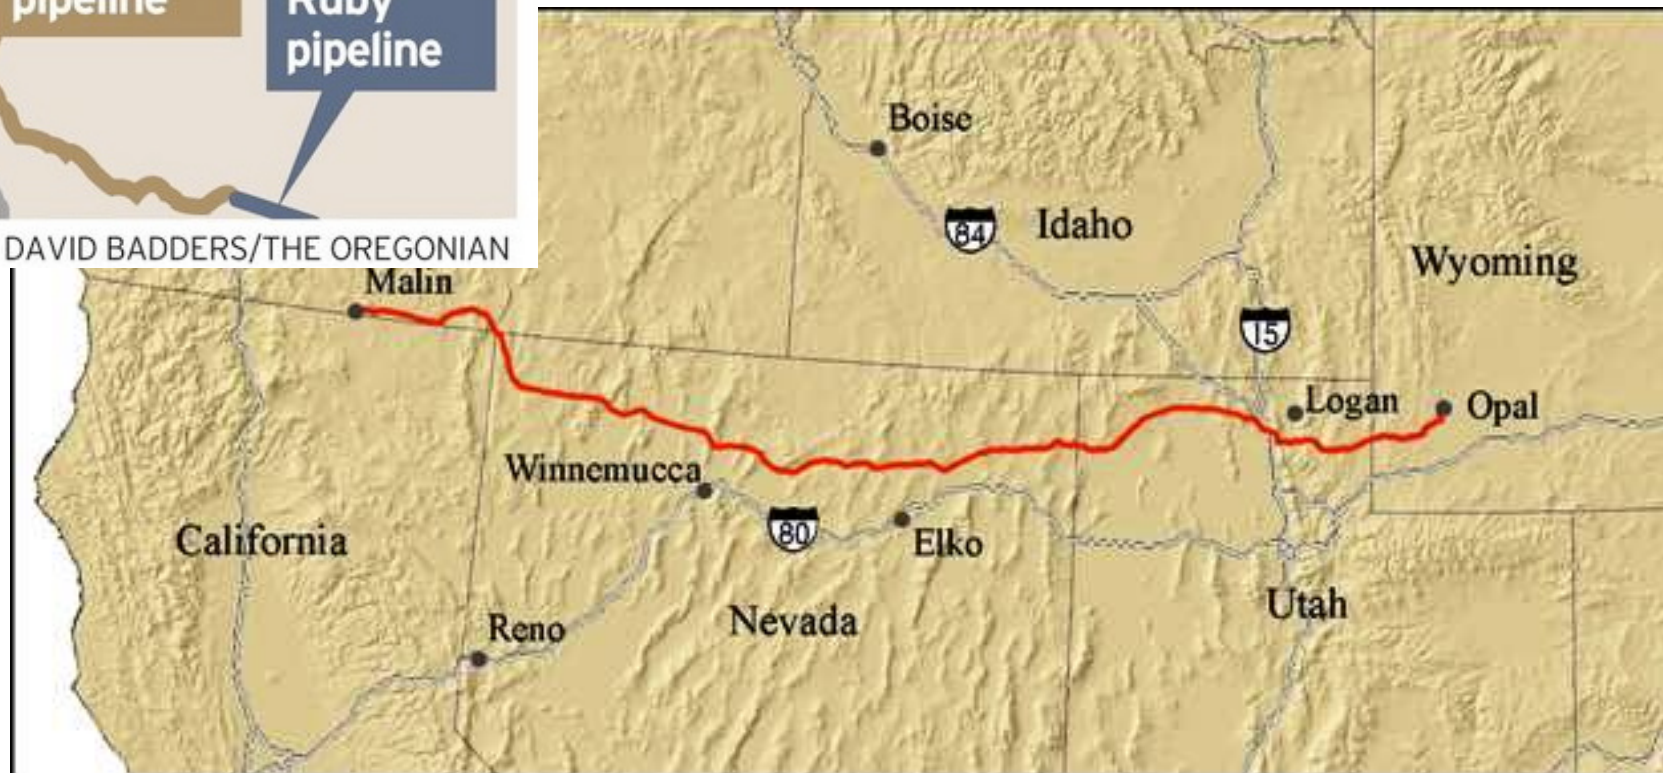 pipeline
Ruby
pipeline
DAVID BADDERS/THE OREGONIAN
Malin
Boise
84
Idaho
Wyoming
15
Logan
Opal
Winnemucca
80
Elko
California
Reno
Nevada
Utah